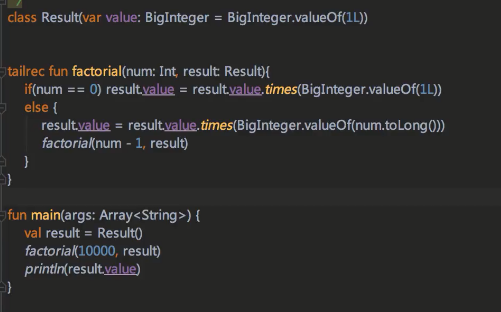 */
class Result(var value: BigInteger = BigInteger.valueOf(1L))
tailrec fun factorial(num: Int, result: Result){
if(num == 0) result.value = result.value.times(BigInteger.valueOf(1L))
else {
result.value = result.value.times(BigInteger.valueOf(num.toLong()))
factorial(num - 1, result)
}
}
fun main(args: Array<String>) {
val result = Result()
factorial(10000, result)
println(result.value)
}